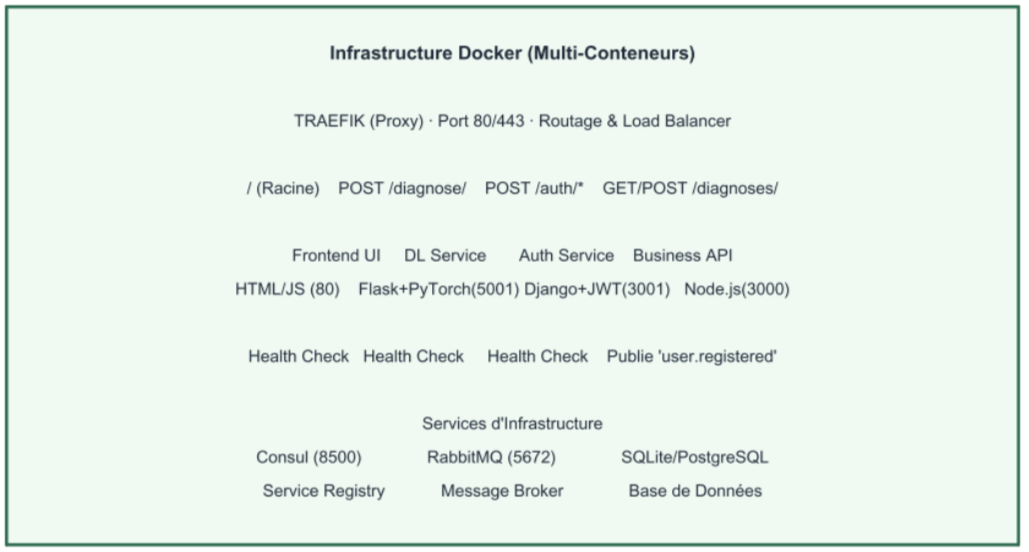 Infrastructure Docker (Multi-Conteneurs)
TRAEFIK (Proxy) · Port 80/443 · Routage & Load Balancer
/ (Racine) POST /diagnose/ POST /auth/* GET/POST /diagnoses/
Frontend UI DL Service Auth Service Business API
HTML/JS (80) Flask+PyTorch(5001) Django+JWT(3001) Node.js(3000)
Health Check Health Check Health Check Publie 'user.registered'
Services d'Infrastructure
Consul (8500) RabbitMQ (5672) SQLite/PostgreSQL
Service Registry Message Broker Base de Données